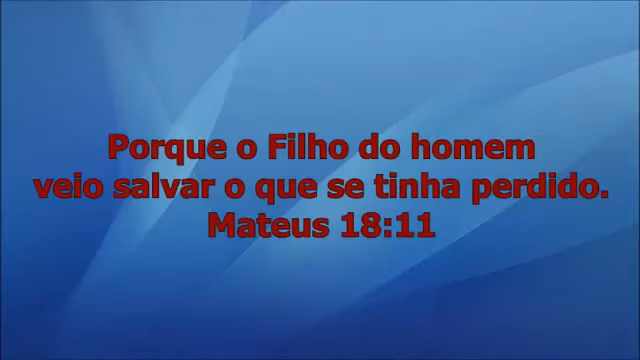 Porque o Filho do homem
veio salvar o que se tinha perdido.
Mateus 18:11